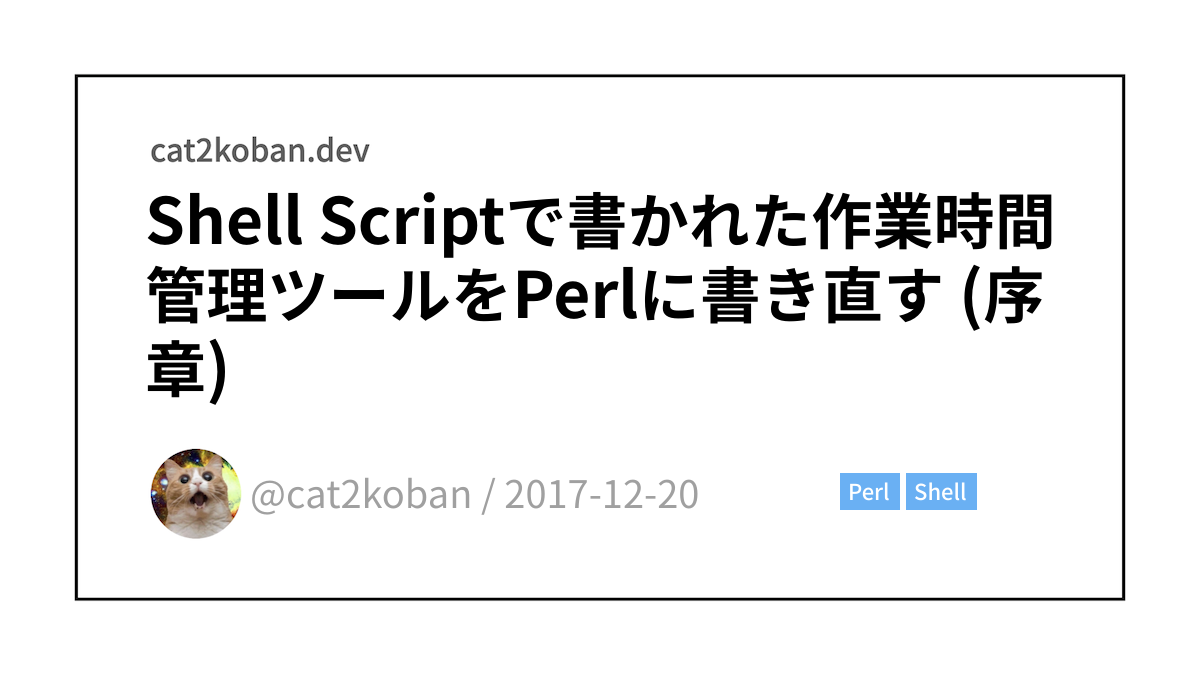 cat2koban.dev
Shell Scriptで書かれた作業時間
管理ツールをPerlに書き直す (序
章)
@cat2koban / 2017-12-20
Perl Shell